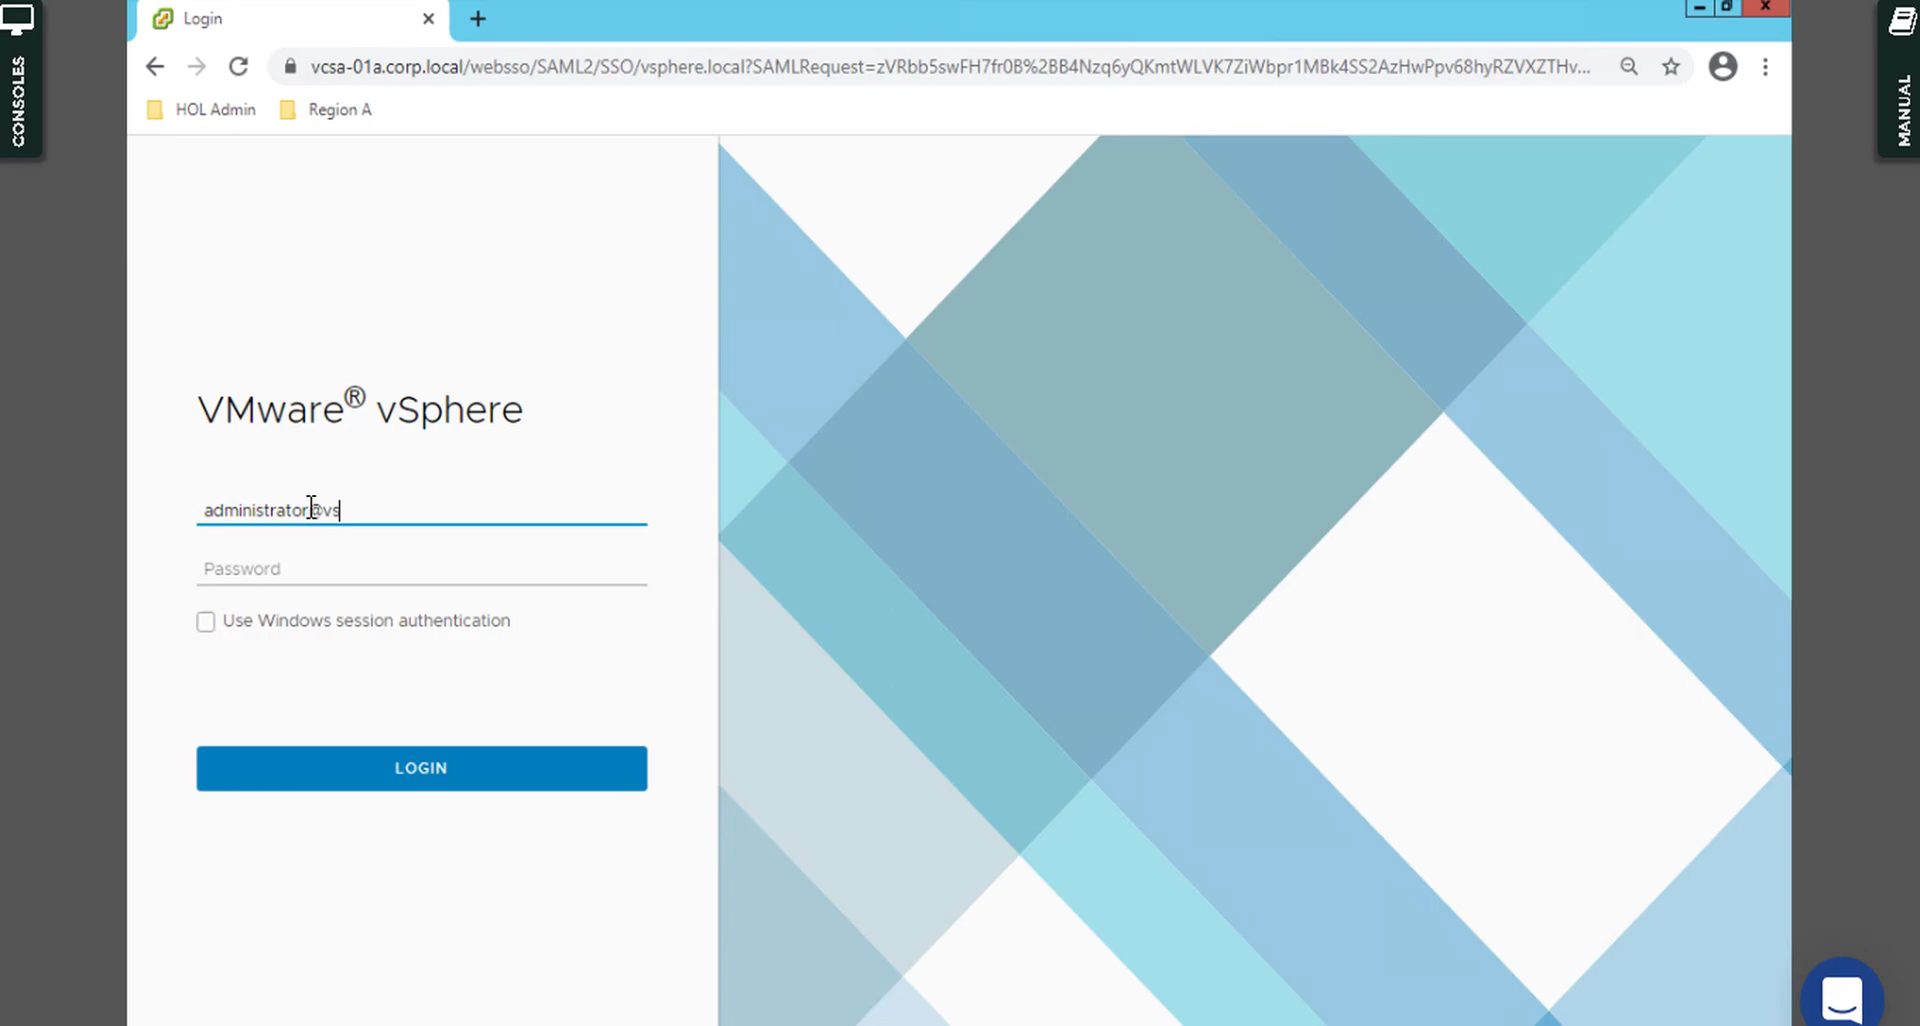 Login
vcsa-01a.corp.local/websso/SAML2/SSO/vsphere.local?SAMLRequest=zVRbb5swFH7fr0B%2BB4Nzq6yQKmtWLVK7ZiWbpr1MBk4SS2AzHwPpv68hyRZVXZTHv...
HOL Admin Region A
CONSOLES
MANUAL
VMware® vSphere
administrator@vs
Password
Use Windows session authentication
LOGIN